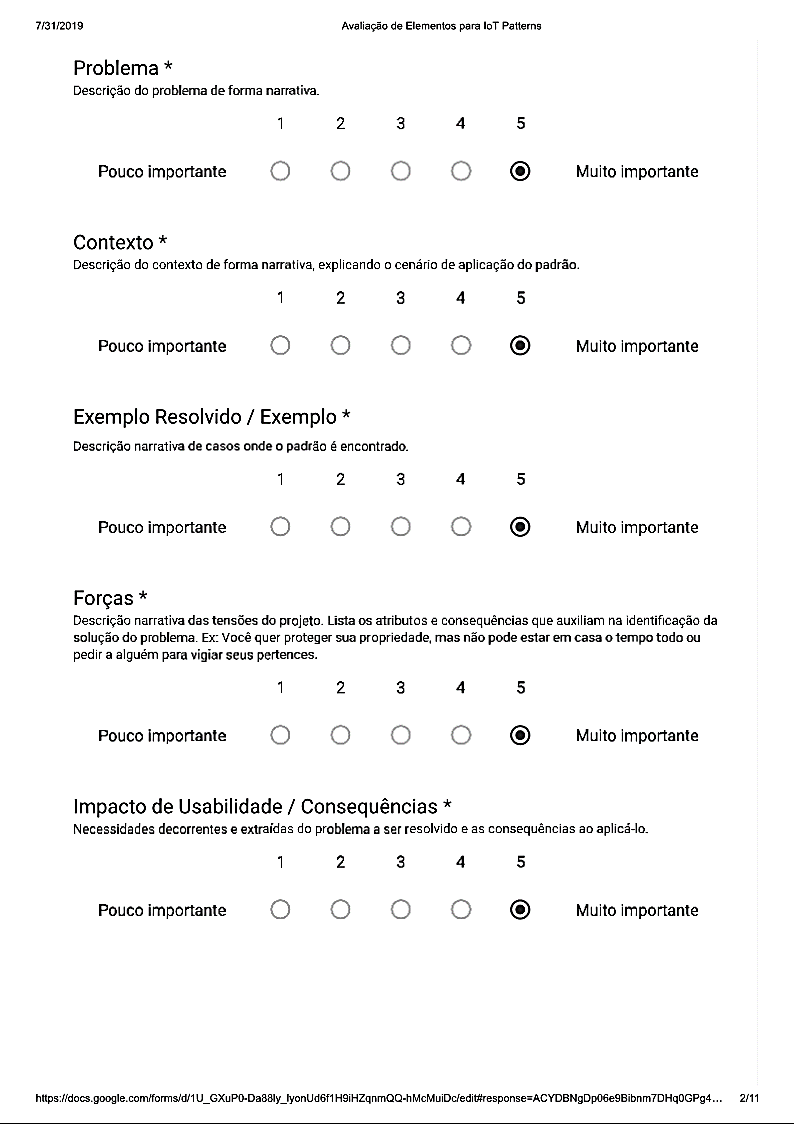 7/31/2019 Avaliação de Elementos para IoT Patterns
Problema *
Descrição do problema de forma narrativa.
1 2 3 4 5
Pouco importante Muito importante
Contexto *
Descrição do contexto de forma narrativa, explicando o cenário de aplicação do padrão.
1 2 3 4 5
Pouco importante Muito importante
Exemplo Resolvido / Exemplo *
Descrição narrativa de casos onde o padrão é encontrado.
1 2 3 4 5
Pouco importante Muito importante
Forças *
Descrição narrativa das tensões do projeto. Lista os atributos e consequências que auxiliam na identificação da
solução do problema. Ex: Você quer proteger sua propriedade, mas não pode estar em casa o tempo todo ou
pedir a alguém para vigiar seus pertences.
1 2 3 4 5
Pouco importante Muito importante
Impacto de Usabilidade / Consequências *
Necessidades decorrentes e extraídas do problema a ser resolvido e as consequências ao aplicá-lo.
1 2 3 4 5
Pouco importante Muito importante
https://docs.google.com/forms/d/1U_GXuP0-Da88ly_lyonUd6f1H9iHZqnmQQ-hMcMuiDc/edit#response=ACYDBNgDp06e9Bibnm7DHq0GPg4... 2/11